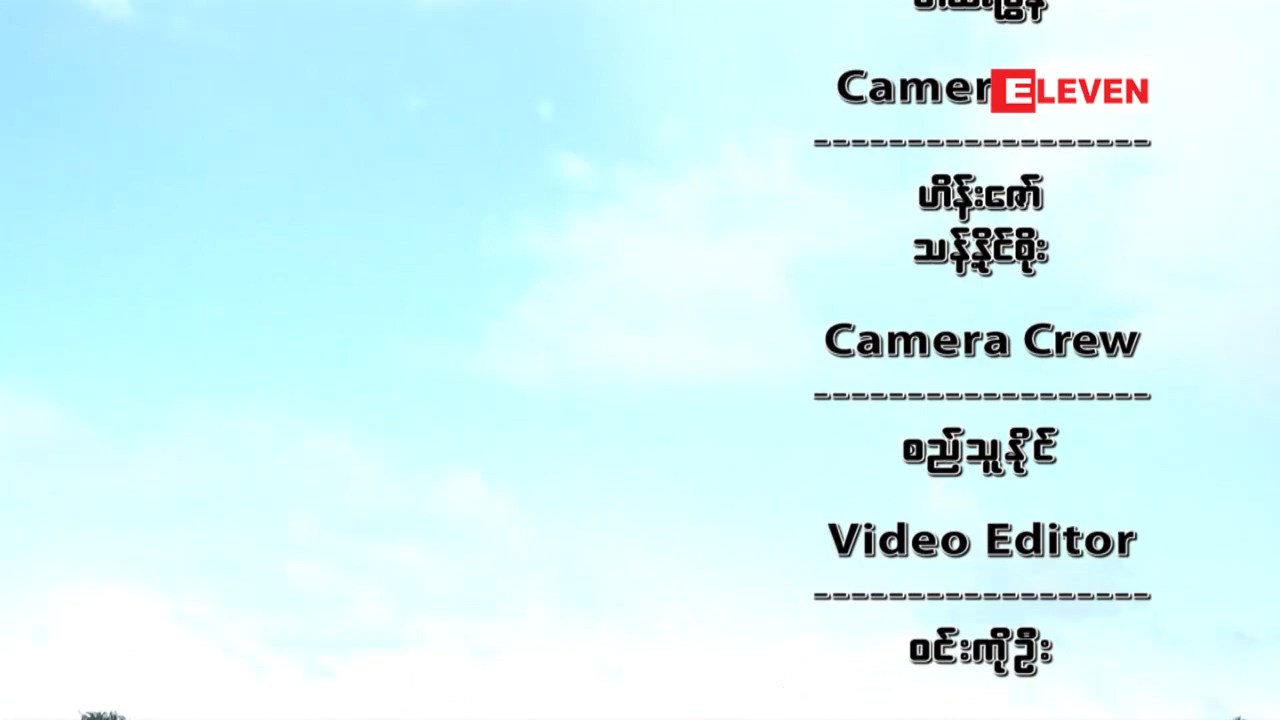 Camer
ELEVEN
------------------
ဟိန်းဇော်
သန်နိုင်စိုး
Camera Crew
------------------
စည်သူနိုင်
Video Editor
------------------
ဝင်းကိုဦး